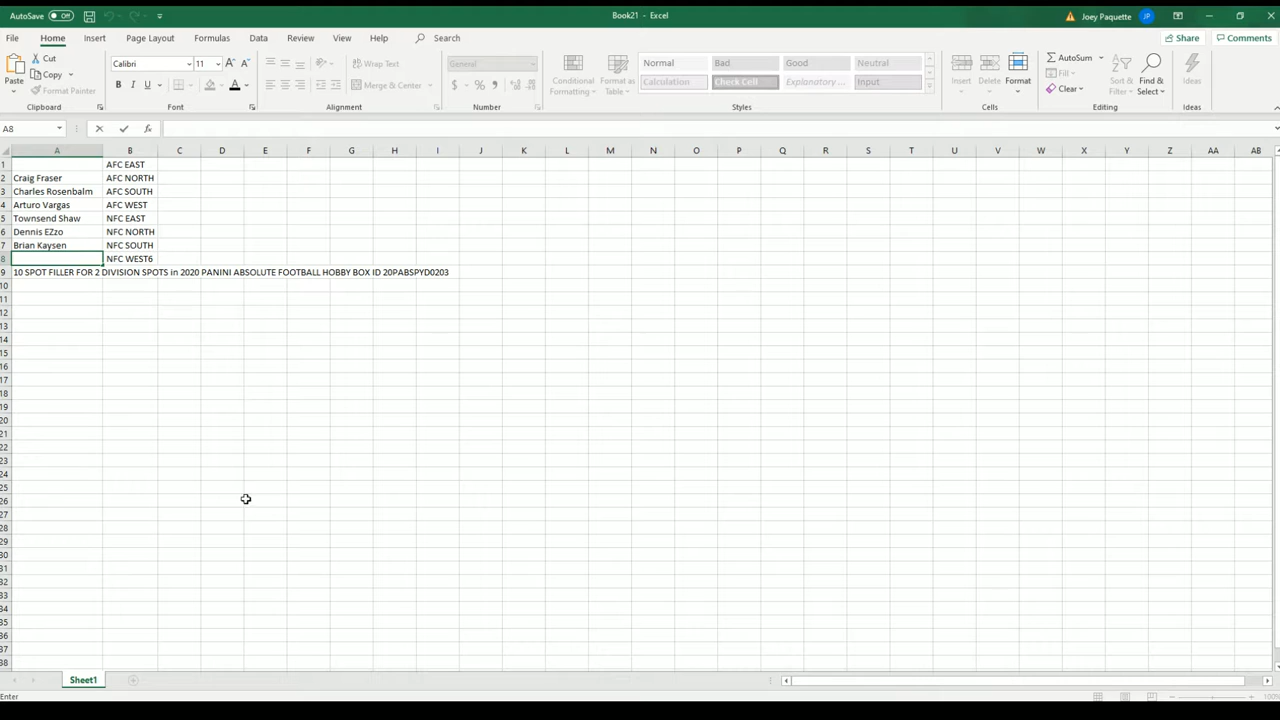 AutoSave Off Book21 - Excel Joey Paquette JP
File Home Insert Page Layout Formulas Data Review View Help Search Share Comments
Paste Cut Copy Format Painter Clipboard
Calibri 11 A A B I U A Font
Wrap Text Merge & Center Alignment
General $ % Number
Conditional Formatting Format as Table
Normal Bad Good Neutral
Calculation Check Cell Explanatory ... Input
Styles
Insert Delete Format Cells
AutoSum Fill Clear Sort & Filter Find & Select Editing
Ideas Ideas
A8 fx
A B C D E F G H I J K L M N O P Q R S T U V W X Y Z AA AB
1 AFC EAST
2 Craig Fraser AFC NORTH
3 Charles Rosenbalm AFC SOUTH
4 Arturo Vargas AFC WEST
5 Townsend Shaw NFC EAST
6 Dennis EZzo NFC NORTH
7 Brian Kaysen NFC SOUTH
8 NFC WEST6
9 10 SPOT FILLER FOR 2 DIVISION SPOTS in 2020 PANINI ABSOLUTE FOOTBALL HOBBY BOX ID 20PABSPYD0203
10
11
12
13
14
15
16
17
18
19
20
21
22
23
24
25
26
27
28
29
30
31
32
33
34
35
36
37
38
Sheet1
Enter 100%